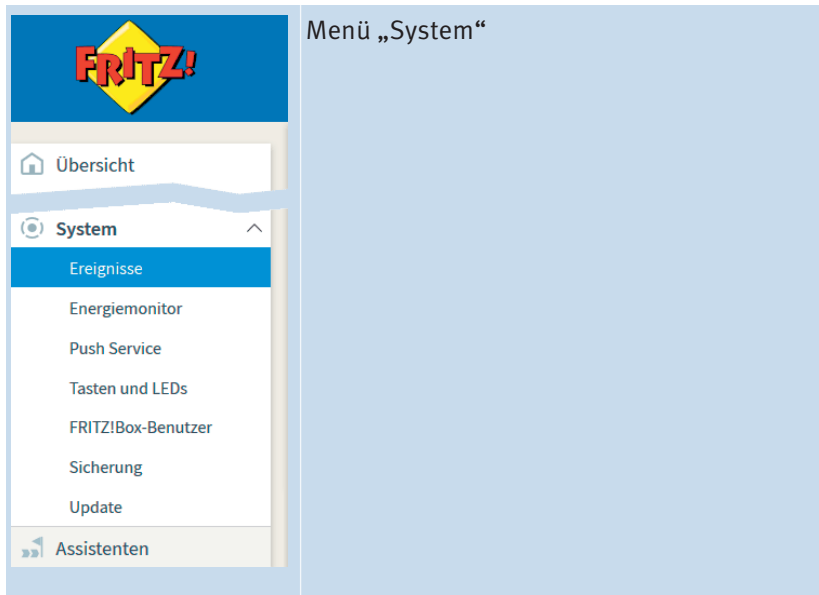 FRITZ!
Menü „System“
Übersicht
System
Ereignisse
Energiemonitor
Push Service
Tasten und LEDs
FRITZ!Box-Benutzer
Sicherung
Update
Assistenten